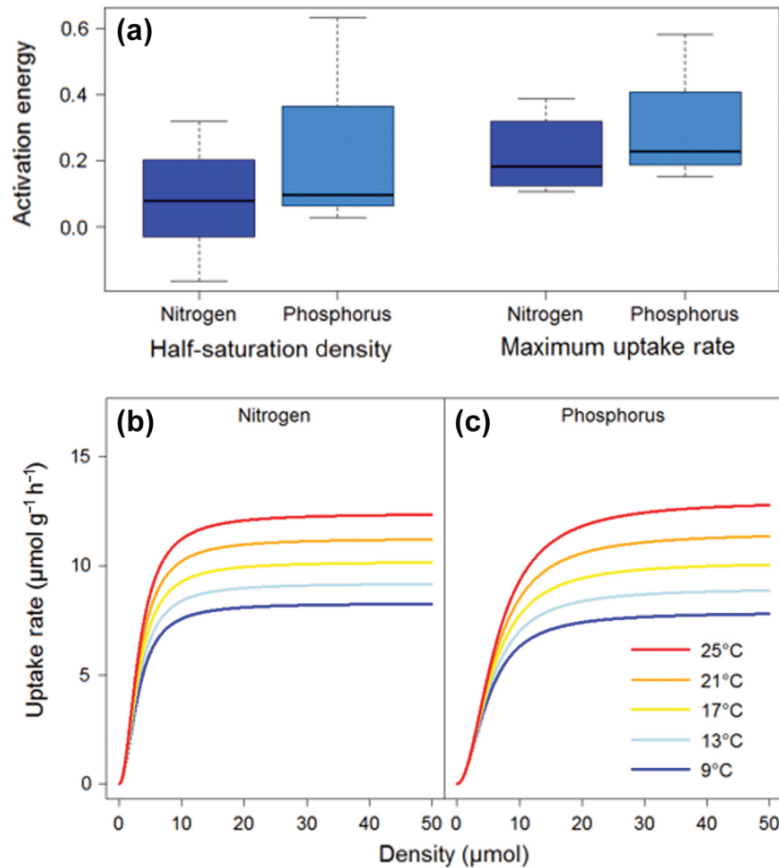 (a)
Activation energy
0.6
0.4
0.2
0.0
Nitrogen Phosphorus Nitrogen Phosphorus
Half-saturation density Maximum uptake rate
(b) Nitrogen (c) Phosphorus
Uptake rate (µmol g⁻¹ h⁻¹)
15
10
5
0
25°C
21°C
17°C
13°C
9°C
0 10 20 30 40 50 0 10 20 30 40 50
Density (µmol)